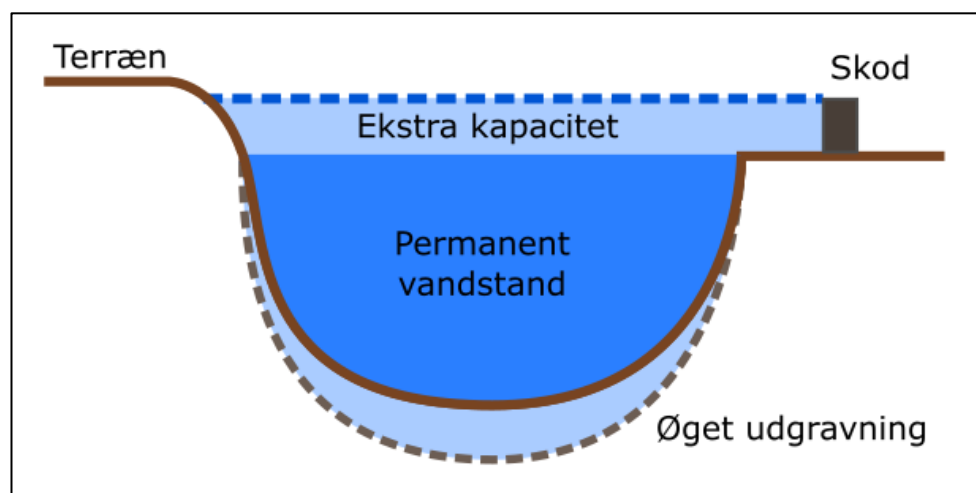 Terræn
Skod
Ekstra kapacitet
Permanent
vandstand
Øget udgravning